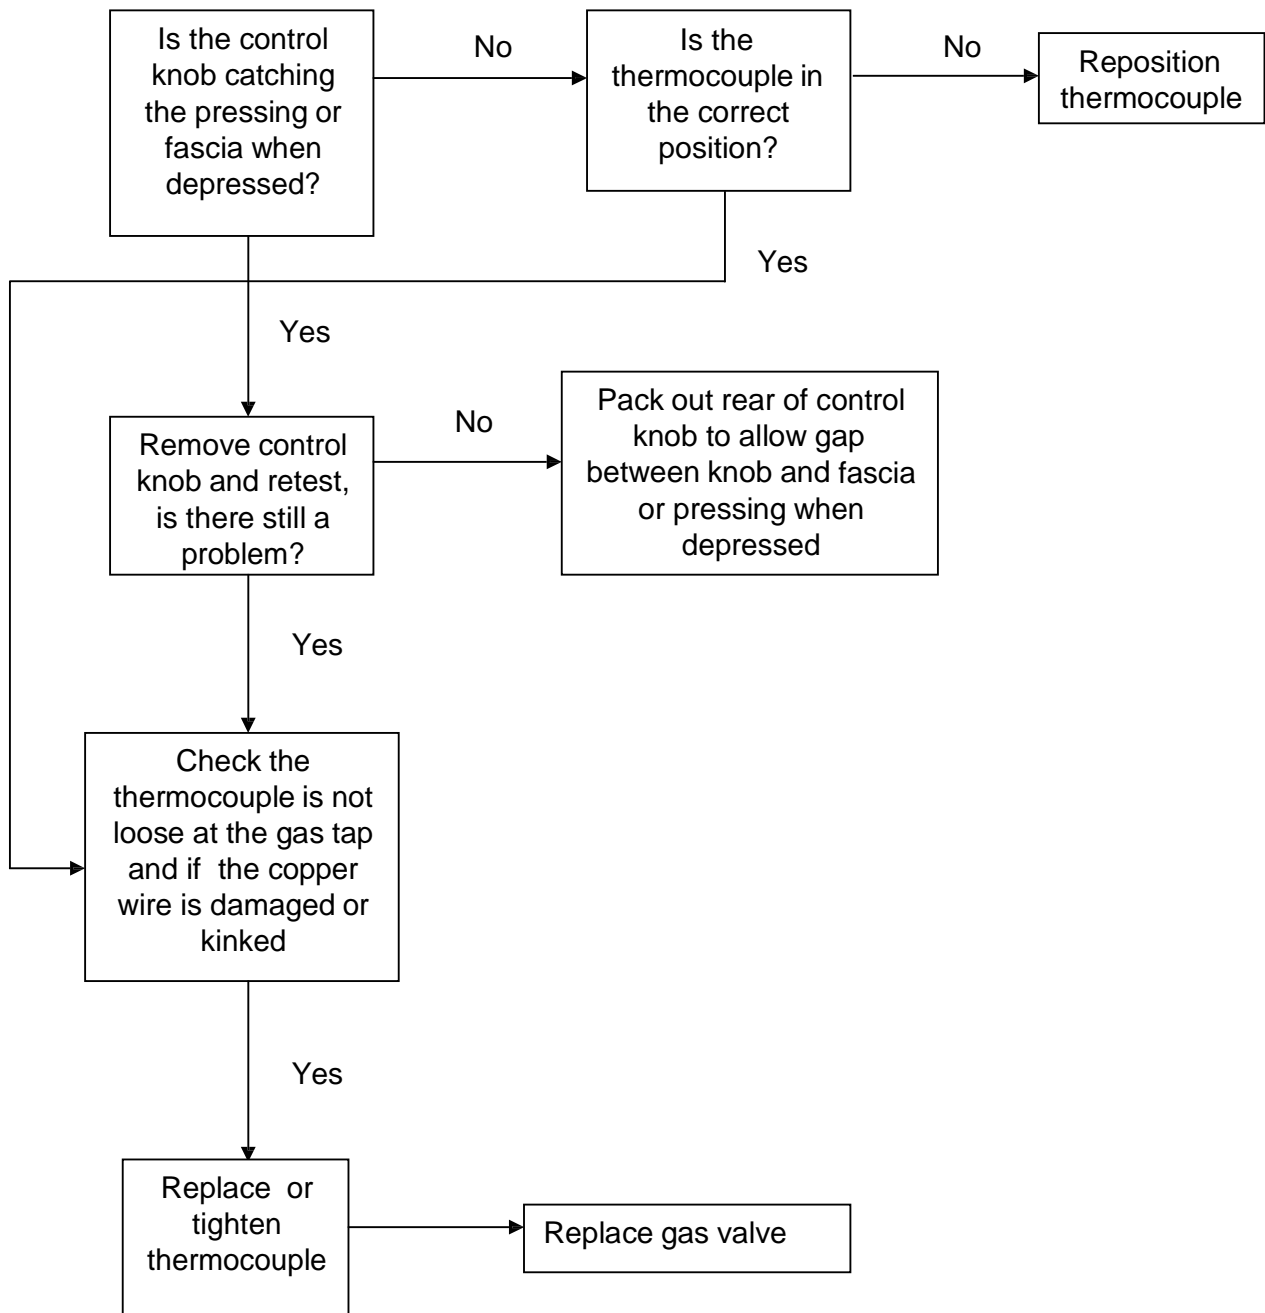 Is the control
knob catching
the pressing or
fascia when
depressed?
No
Is the
thermocouple in
the correct
position?
No
Reposition
thermocouple
Yes
Yes
Remove control
knob and retest,
is there still a
problem?
No
Pack out rear of control
knob to allow gap
between knob and fascia
or pressing when
depressed
Yes
Check the
thermocouple is not
loose at the gas tap
and if the copper
wire is damaged or
kinked
Yes
Replace or
tighten
thermocouple
Replace gas valve